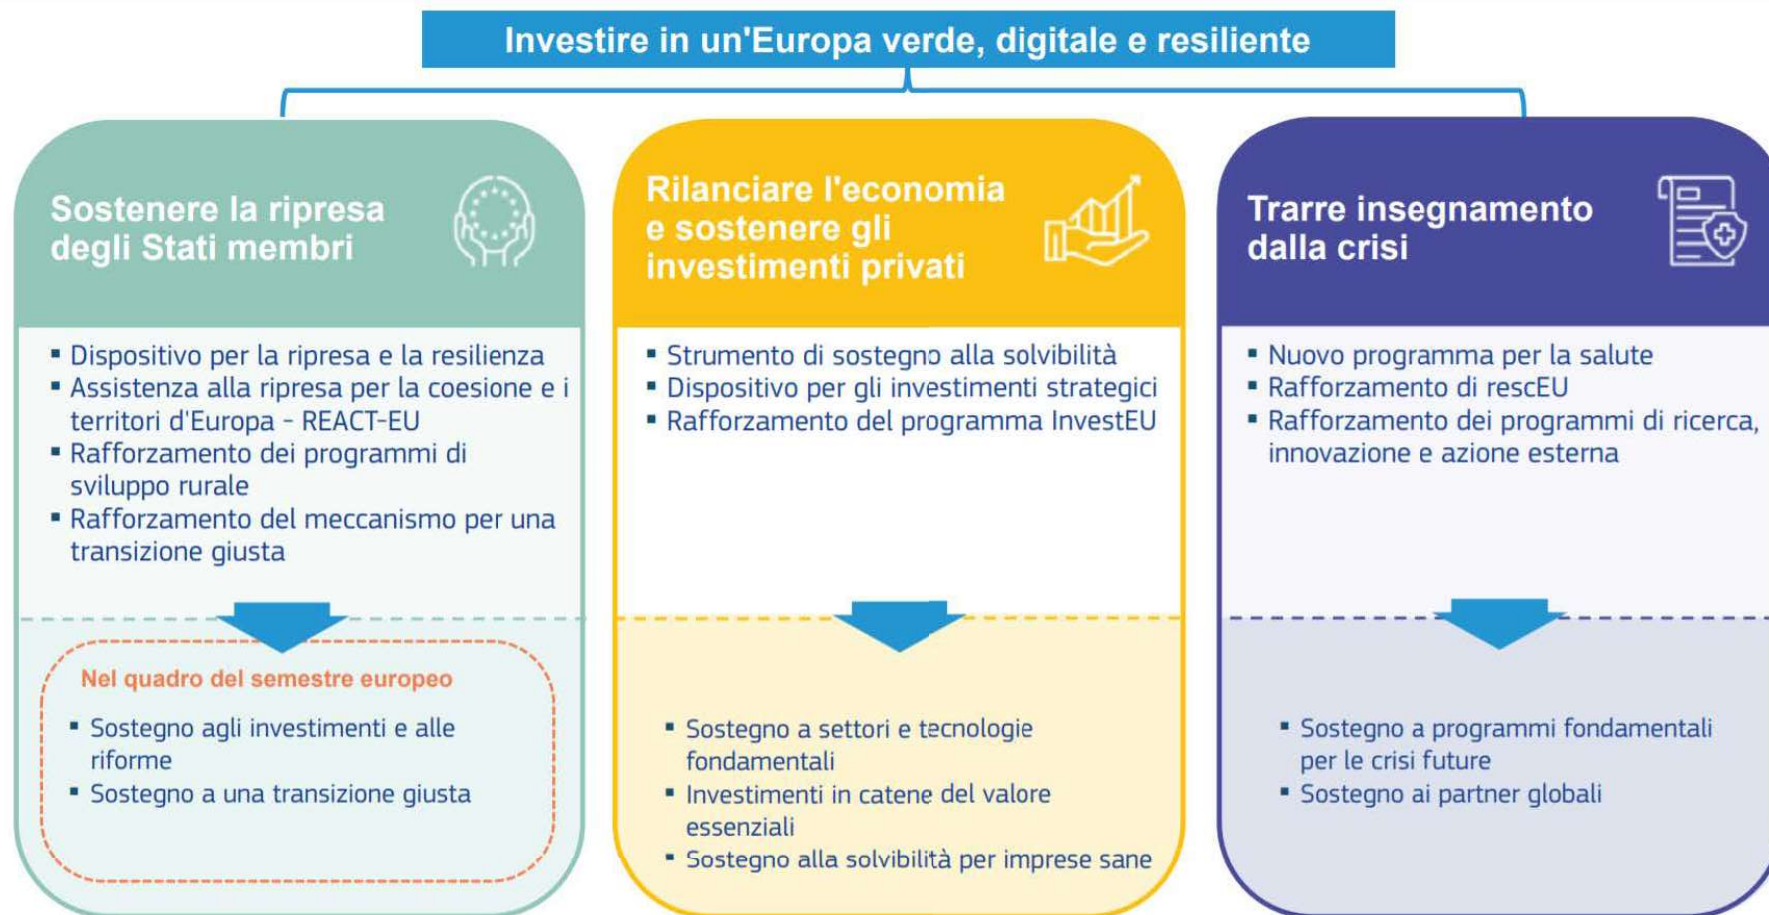 Investire in un'Europa verde, digitale e resiliente
Sostenere la ripresa
degli Stati membri
▪ Dispositivo per la ripresa e la resilienza
▪ Assistenza alla ripresa per la coesione e i
territori d'Europa - REACT-EU
▪ Rafforzamento dei programmi di
sviluppo rurale
▪ Rafforzamento del meccanismo per una
transizione giusta
Nel quadro del semestre europeo
▪ Sostegno agli investimenti e alle
riforme
▪ Sostegno a una transizione giusta
Rilanciare l'economia
e sostenere gli
investimenti privati
▪ Strumento di sostegno alla solvibilità
▪ Dispositivo per gli investimenti strategici
▪ Rafforzamento del programma InvestEU
▪ Sostegno a settori e tecnologie
fondamentali
▪ Investimenti in catene del valore
essenziali
▪ Sostegno alla solvibilità per imprese sane
Trarre insegnamento
dalla crisi
▪ Nuovo programma per la salute
▪ Rafforzamento di rescEU
▪ Rafforzamento dei programmi di ricerca,
innovazione e azione esterna
▪ Sostegno a programmi fondamentali
per le crisi future
▪ Sostegno ai partner globali